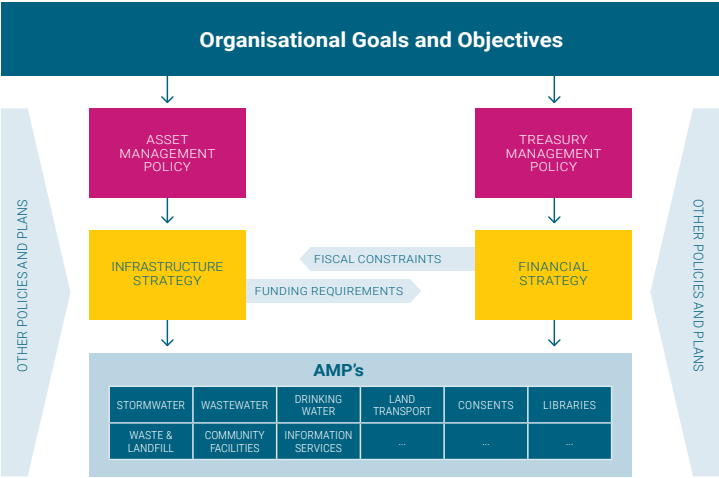 Organisational Goals and Objectives
ASSET
MANAGEMENT
POLICY
TREASURY
MANAGEMENT
POLICY
OTHER POLICIES AND PLANS
INFRASTRUCTURE
STRATEGY
FISCAL CONSTRAINTS
FUNDING REQUIREMENTS
FINANCIAL
STRATEGY
OTHER POLICIES AND PLANS
AMP's
STORMWATER
WASTEWATER
DRINKING
WATER
LAND
TRANSPORT
CONSENTS
LIBRARIES
WASTE &
LANDFILL
COMMUNITY
FACILITIES
INFORMATION
SERVICES
...
...
...